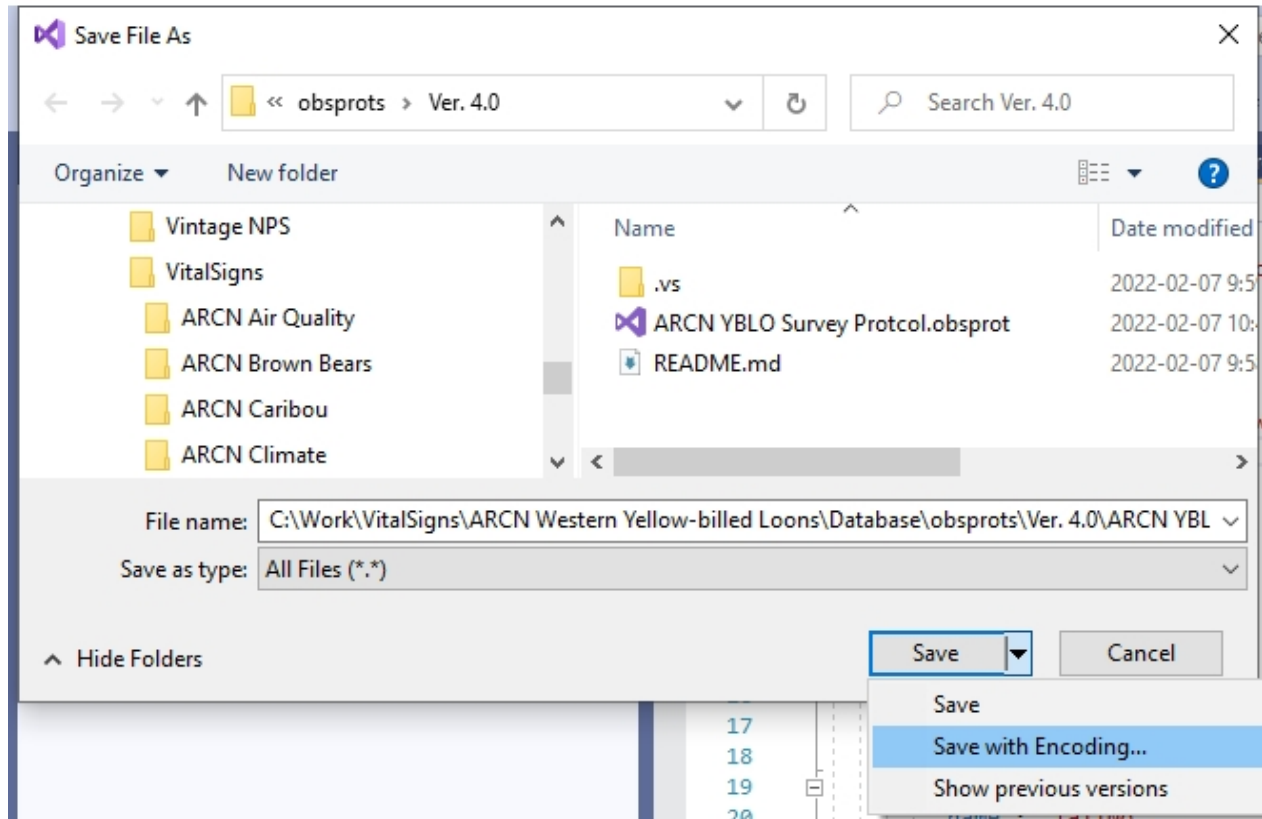 Save File As
« obsprots › Ver. 4.0
Search Ver. 4.0
Organize
New folder
Vintage NPS
VitalSigns
ARCN Air Quality
ARCN Brown Bears
ARCN Caribou
ARCN Climate
Name
Date modified
.vs
2022-02-07 9:5
ARCN YBLO Survey Protcol.obsprot
2022-02-07 10:
README.md
2022-02-07 9:5
File name: C:\Work\VitalSigns\ARCN Western Yellow-billed Loons\Database\obsprots\Ver. 4.0\ARCN YBL
Save as type: All Files (*.*)
Hide Folders
Save
Cancel
Save
Save with Encoding...
Show previous versions
17
18
19
20